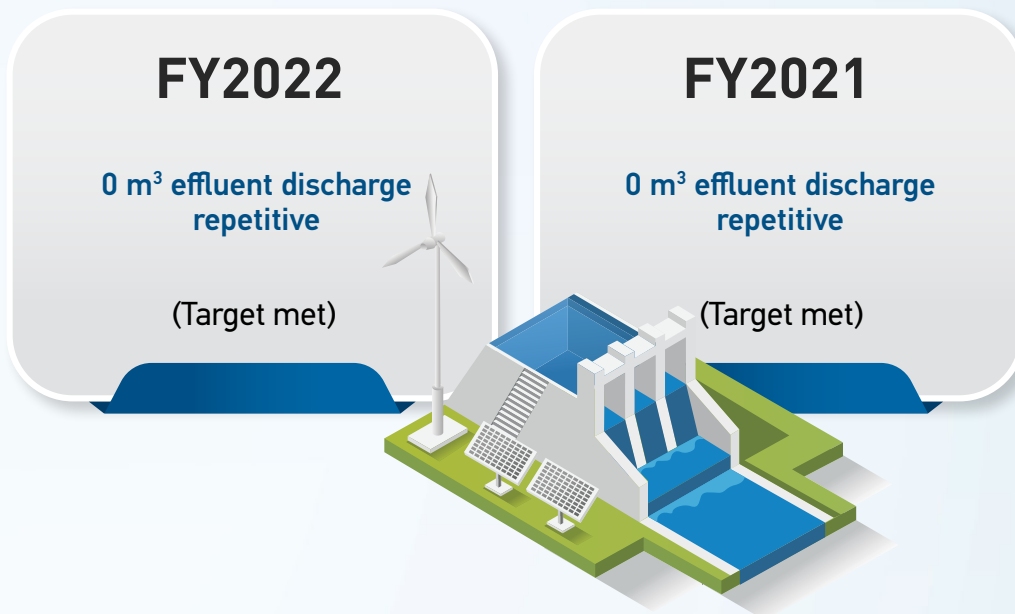 FY2022
0 m³ effluent discharge
repetitive
(Target met)
FY2021
0 m³ effluent discharge
repetitive
(Target met)